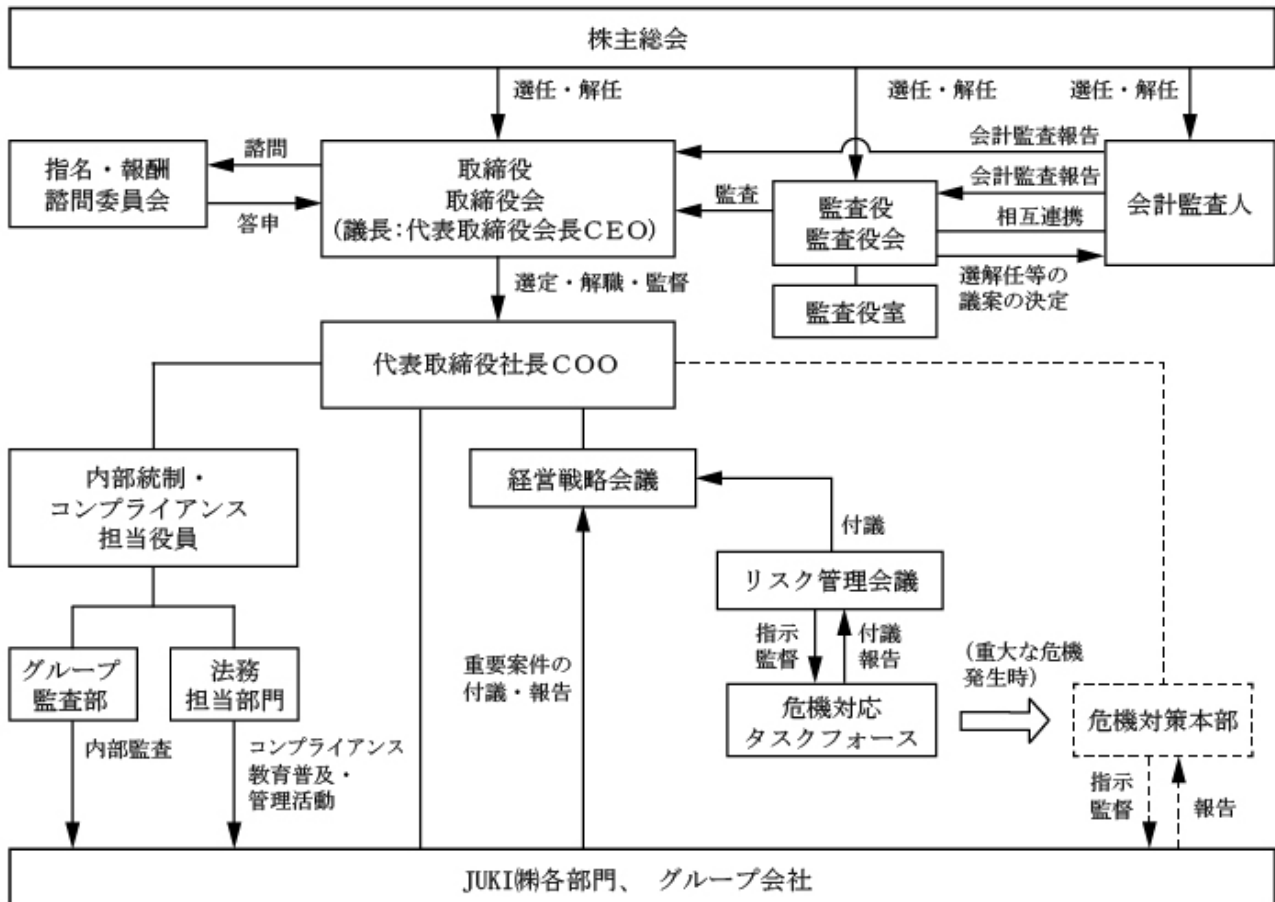 株主総会
選任・解任
選任・解任
選任・解任
指名・報酬
諮問委員会
諮問
答申
取締役
取締役会
(議長:代表取締役会長CEO)
監査
会計監査報告
会計監査報告
相互連携
監査役
監査役会
会計監査人
選解任等の
議案の決定
監査役室
選定・解職・監督
代表取締役社長COO
内部統制・
コンプライアンス
担当役員
経営戦略会議
付議
リスク管理会議
指示
監督
付議
報告
グループ
監査部
法務
担当部門
重要案件の
付議・報告
危機対応
タスクフォース
(重大な危機
発生時)
危機対策本部
内部監査
コンプライアンス
教育普及・
管理活動
指示
監督
報告
JUKI㈱各部門、 グループ会社